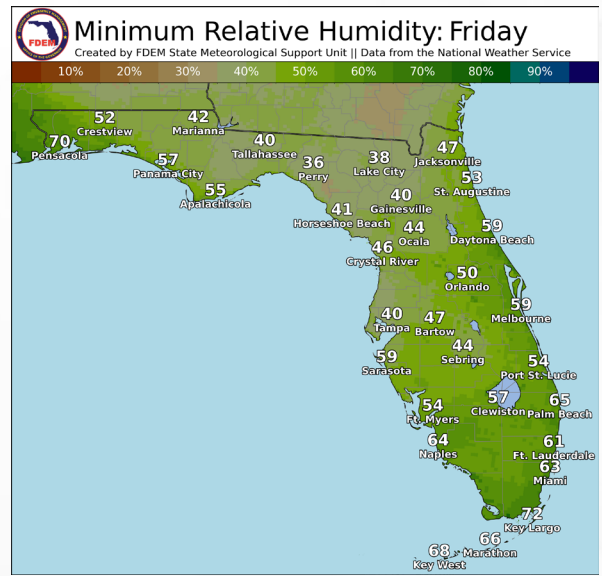 Minimum Relative Humidity: Friday
Created by FDEM State Meteorological Support Unit || Data from the National Weather Service
FDEM
10% 20% 30% 40% 50% 60% 70% 80% 90%
52
Crestview
42
Marianna
70
Pensacola
40
Tallahassee
47
Jacksonville
57
Panama City
36
Perry
38
Lake City
53
St. Augustine
55
Apalachicola
40
Gainesville
41
Horseshoe Beach
44
Ocala
59
Daytona Beach
46
Crystal River
50
Orlando
59
Melbourne
40
Tampa
47
Bartow
44
Sebring
59
Sarasota
54
Port St. Lucie
57
Clewiston
65
Palm Beach
54
Ft. Myers
64
Naples
61
Ft. Lauderdale
63
Miami
72
Key Largo
66
Marathon
68
Key West